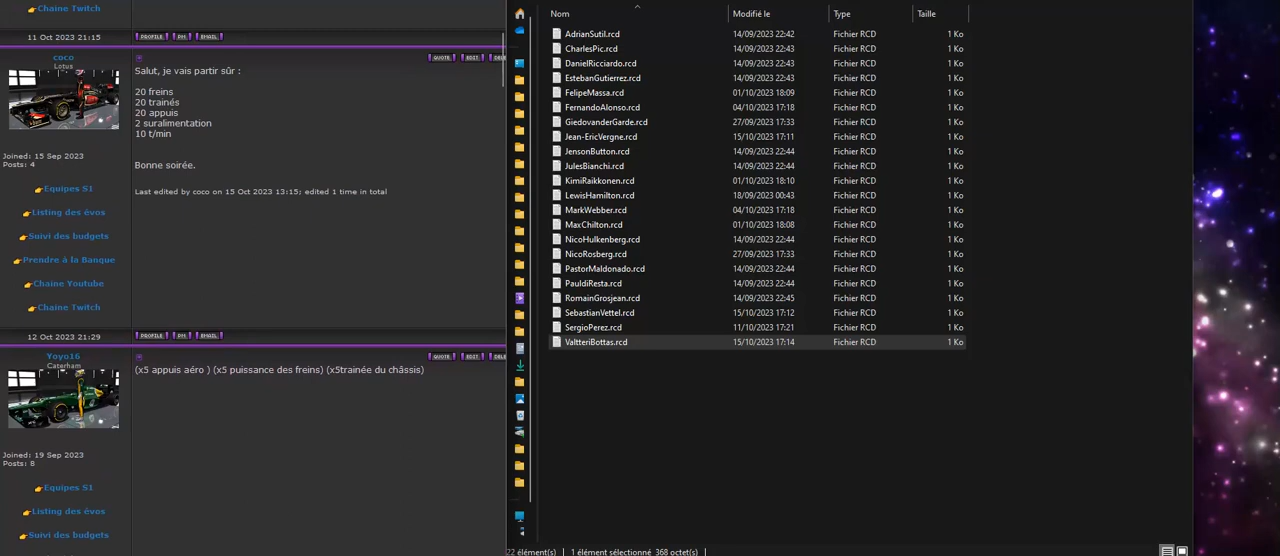 Chaine Twitch
11 Oct 2023 21:15
PROFILE PM EMAIL
coco
Lotus
QUOTE EDIT DELE
Salut, je vais partir sûr :
20 freins
20 trainés
20 appuis
2 suralimentation
10 t/min
Bonne soirée.
Last edited by coco on 15 Oct 2023 13:15; edited 1 time in total
Joined: 15 Sep 2023
Posts: 4
Equipes S1
Listing des évos
Suivi des budgets
Prendre à la Banque
Chaine Youtube
Chaine Twitch
12 Oct 2023 21:29
PROFILE PM EMAIL
Yoyo16
Caterham
QUOTE EDIT DELE
(x5 appuis aéro ) (x5 puissance des freins) (x5trainée du châssis)
Joined: 19 Sep 2023
Posts: 8
Equipes S1
Listing des évos
Suivi des budgets
Nom Modifié le Type Taille
AdrianSutil.rcd 14/09/2023 22:42 Fichier RCD 1 Ko
CharlesPic.rcd 14/09/2023 22:43 Fichier RCD 1 Ko
DanielRicciardo.rcd 14/09/2023 22:43 Fichier RCD 1 Ko
EstebanGutierrez.rcd 14/09/2023 22:43 Fichier RCD 1 Ko
FelipeMassa.rcd 01/10/2023 18:09 Fichier RCD 1 Ko
FernandoAlonso.rcd 04/10/2023 17:18 Fichier RCD 1 Ko
GiedovanderGarde.rcd 27/09/2023 17:33 Fichier RCD 1 Ko
Jean-EricVergne.rcd 15/10/2023 17:11 Fichier RCD 1 Ko
JensonButton.rcd 14/09/2023 22:44 Fichier RCD 1 Ko
JulesBianchi.rcd 14/09/2023 22:44 Fichier RCD 1 Ko
KimiRaikkonen.rcd 01/10/2023 18:10 Fichier RCD 1 Ko
LewisHamilton.rcd 18/09/2023 00:43 Fichier RCD 1 Ko
MarkWebber.rcd 04/10/2023 17:18 Fichier RCD 1 Ko
MaxChilton.rcd 01/10/2023 18:08 Fichier RCD 1 Ko
NicoHulkenberg.rcd 14/09/2023 22:44 Fichier RCD 1 Ko
NicoRosberg.rcd 27/09/2023 17:33 Fichier RCD 1 Ko
PastorMaldonado.rcd 14/09/2023 22:44 Fichier RCD 1 Ko
PauldiResta.rcd 14/09/2023 22:44 Fichier RCD 1 Ko
RomainGrosjean.rcd 14/09/2023 22:45 Fichier RCD 1 Ko
SebastianVettel.rcd 15/10/2023 17:12 Fichier RCD 1 Ko
SergioPerez.rcd 11/10/2023 17:21 Fichier RCD 1 Ko
ValtteriBottas.rcd 15/10/2023 17:14 Fichier RCD 1 Ko
22 élément(s) 1 élément sélectionné 368 octet(s)